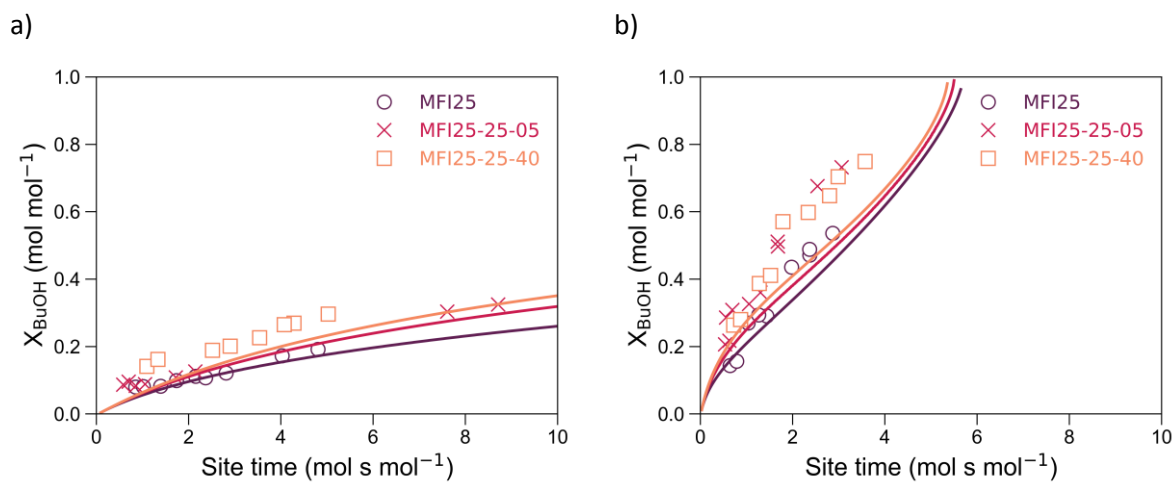 a)
b)
1.0
0.8
0.6
0.4
0.2
0.0
X_BuOH (mol mol⁻¹)
MFI25
MFI25-25-05
MFI25-25-40
0 2 4 6 8 10
Site time (mol s mol⁻¹)
1.0
0.8
0.6
0.4
0.2
0.0
X_BuOH (mol mol⁻¹)
MFI25
MFI25-25-05
MFI25-25-40
0 2 4 6 8 10
Site time (mol s mol⁻¹)